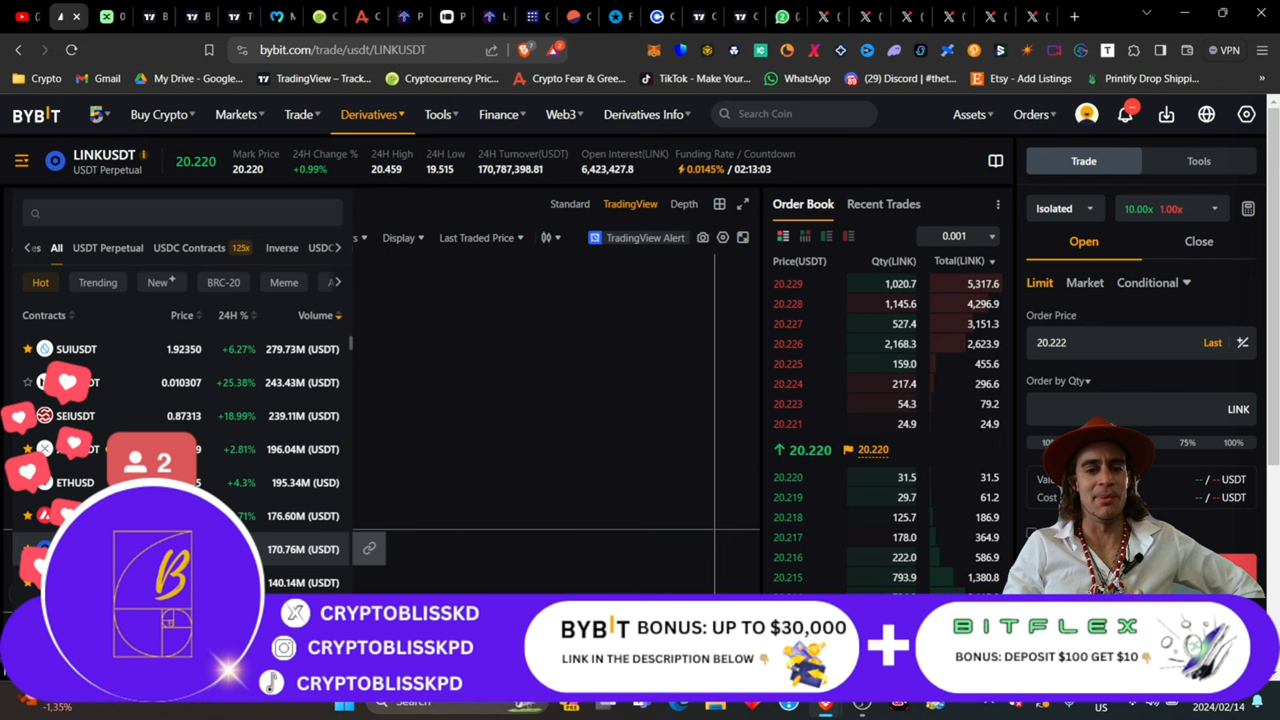 bybit.com/trade/usdt/LINKUSDT
VPN
Crypto
Gmail
My Drive - Google...
TradingView – Track...
Cryptocurrency Pric...
Crypto Fear & Gree...
TikTok - Make Your...
WhatsApp
(29) Discord | #thet...
Etsy - Add Listings
Printify Drop Shippi...
BYBIT
Buy Crypto
Markets
Trade
Derivatives
Tools
Finance
Web3
Derivatives Info
Search Coin
Assets
Orders
LINKUSDT
USDT Perpetual
20.220
Mark Price
20.220
24H Change %
+0.99%
24H High
20.459
24H Low
19.515
24H Turnover(USDT)
170,787,398.81
Open Interest(LINK)
6,423,427.8
Funding Rate / Countdown
0.0145% / 02:13:03
Trade
Tools
Standard
TradingView
Depth
Order Book
Recent Trades
Isolated
10.00x 1.00x
Display
Last Traded Price
TradingView Alert
0.001
Open
Close
All
USDT Perpetual
USDC Contracts
125x
Inverse
USDC
Hot
Trending
New
BRC-20
Meme
Price(USDT)
Qty(LINK)
Total(LINK)
Limit
Market
Conditional
Contracts
Price
24H %
Volume
SUIUSDT 1.92350 +6.27% 279.73M (USDT)
0.010307 +25.38% 243.43M (USDT)
SEIUSDT 0.87313 +18.99% 239.11M (USDT)
+2.81% 196.04M (USDT)
ETHUSD +4.3% 195.34M (USD)
176.60M (USDT)
170.76M (USDT)
140.14M (USDT)
2
20.229 1,020.7 5,317.6
20.228 1,145.6 4,296.9
20.227 527.4 3,151.3
20.226 2,168.3 2,623.9
20.225 159.0 455.6
20.224 217.4 296.6
20.223 54.3 79.2
20.221 24.9 24.9
20.220 20.220
20.220 31.5 31.5
20.219 29.7 61.2
20.218 125.7 186.9
20.217 178.0 364.9
20.216 222.0 586.9
20.215 793.9 1,380.8
Order Price
20.222
Last
Order by Qty
LINK
75%
100%
-- / -- USDT
Cost
-- / -- USDT
B
CRYPTOBLISSKD
CRYPTOBLISSKPD
CRYPTOBLISSKPD
BYBIT BONUS: UP TO $30,000
LINK IN THE DESCRIPTION BELOW
+
BITFLEX
BONUS: DEPOSIT $100 GET $10
-1,35%
Search
2024/02/14